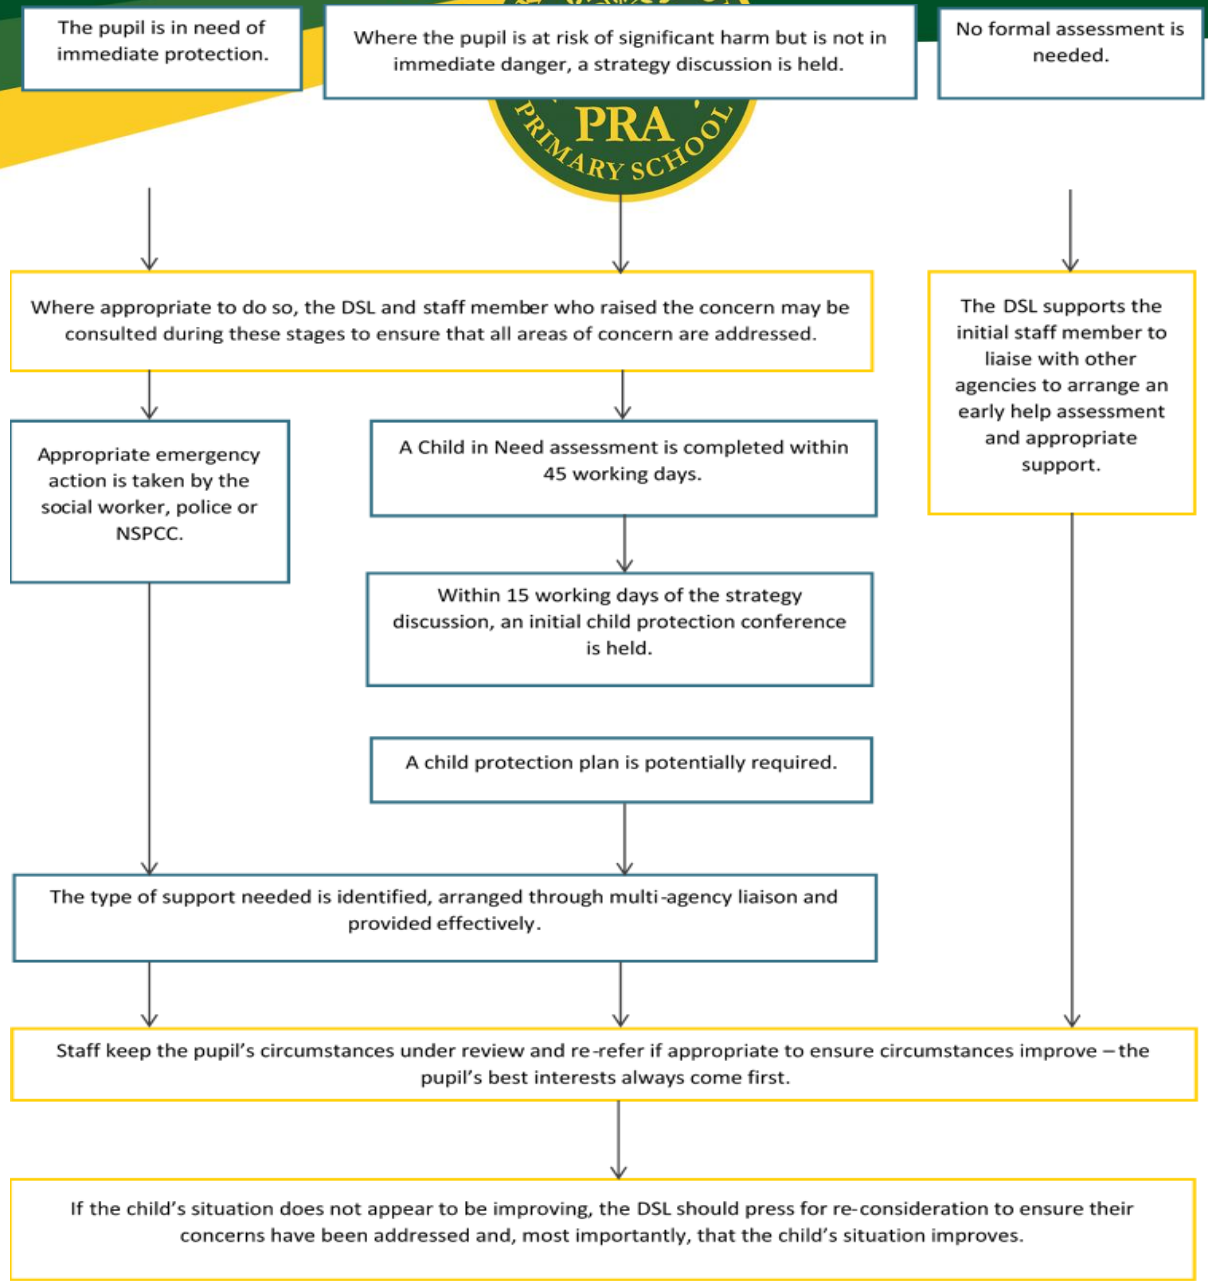 The pupil is in need of
immediate protection.
Where the pupil is at risk of significant harm but is not in
immediate danger, a strategy discussion is held.
No formal assessment is
needed.
PRA
PRIMARY SCHOOL
Where appropriate to do so, the DSL and staff member who raised the concern may be
consulted during these stages to ensure that all areas of concern are addressed.
The DSL supports the
initial staff member to
liaise with other
agencies to arrange an
early help assessment
and appropriate
support.
Appropriate emergency
action is taken by the
social worker, police or
NSPCC.
A Child in Need assessment is completed within
45 working days.
Within 15 working days of the strategy
discussion, an initial child protection conference
is held.
A child protection plan is potentially required.
The type of support needed is identified, arranged through multi-agency liaison and
provided effectively.
Staff keep the pupil’s circumstances under review and re-refer if appropriate to ensure circumstances improve – the
pupil’s best interests always come first.
If the child’s situation does not appear to be improving, the DSL should press for re-consideration to ensure their
concerns have been addressed and, most importantly, that the child’s situation improves.